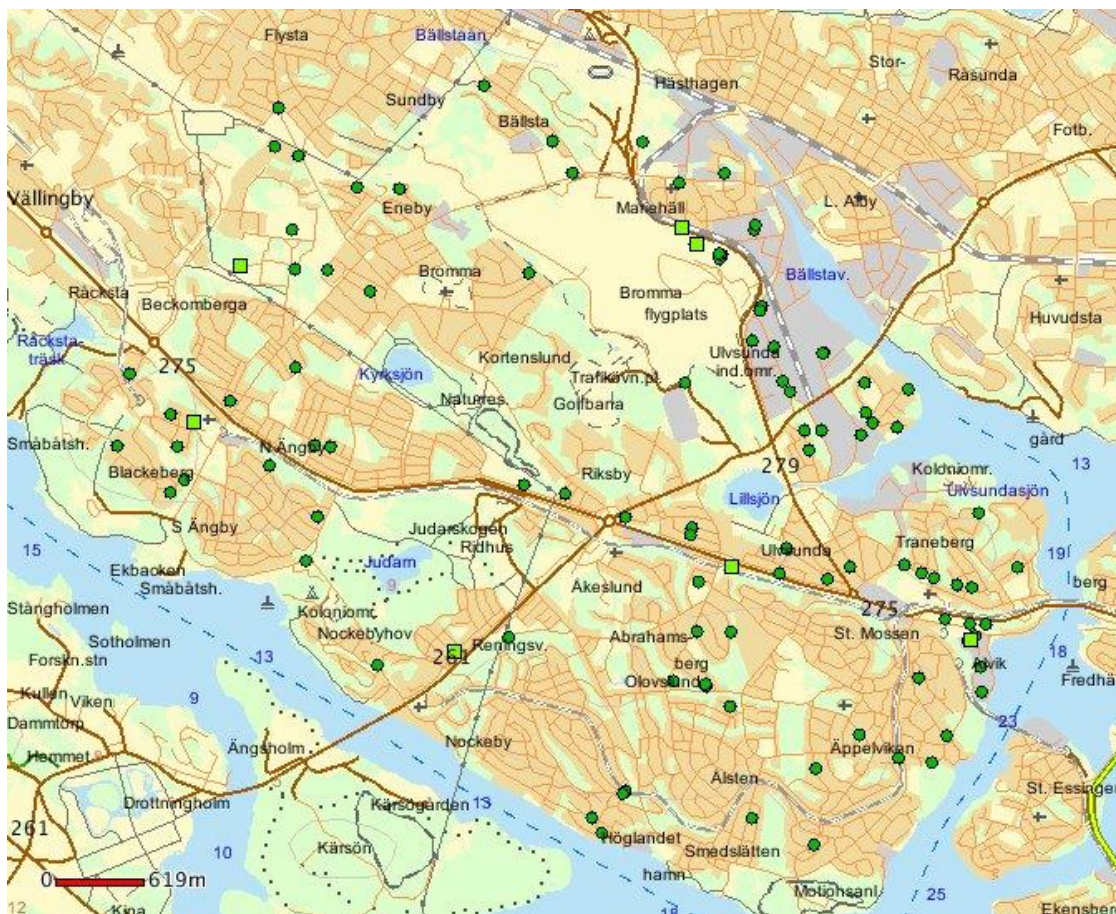 Flysta
Bällstaån
Stor-
Råsunda
Hästhagen
Sundby
Bällsta
Fotb.
Vällingby
Eneby
Mariehäll
L. Alby
Råcksta
Beckomberga
Bromma
Bällstav.
Bromma
flygplats
Huvudsta
Råcksta-
träsk
275
Kyrksjön
Kortenslund
Trafikövn.pl.
Ulvsunda
ind.omr.
Naturres.
Golfbana
Småbåtsh.
N Ängby
gård
Blackeberg
Riksby
279
13
Koloniomr.
Lillsjön
Ulvsundasjön
S Ängby
Judarskogen
Ridhus
15
Ulvsunda
Traneberg
19
Ekbacken
Småbåtsh.
Judarn
9
Åkeslund
berg
Stångholmen
Koloniomr.
Nockebyhov
275
Sotholmen
Reningsv.
Abrahams-
berg
St. Mossen
13
261
18
Forskn.stn
Olovslund
Alvik
Fredhä
Kullen
Viken
9
Dammtorp
23
Hemmet
Ängsholm
Nockeby
Äppelviken
Ålsten
St. Essingen
Drottningholm
Kärsögården
13
261
Kärsön
Höglandet
Smedslätten
10
hamn
0
619m
Motionsanl.
25
12
Kina
18
Ekensberg